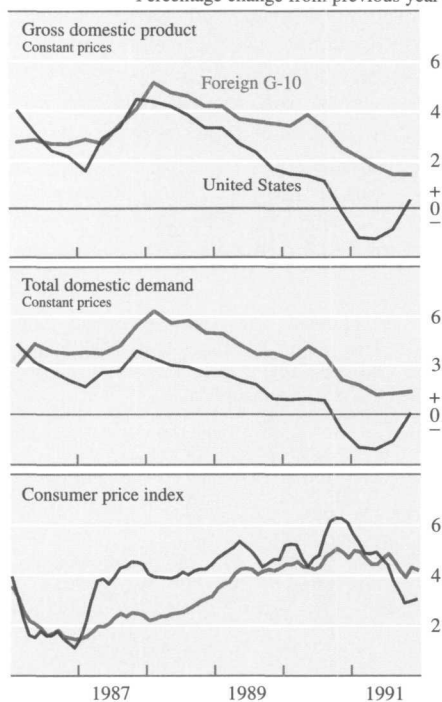 Percentage change from previous year
Gross domestic product
Constant prices
6
Foreign G-10
4
2
United States
+
0
−
Total domestic demand
Constant prices
6
3
+
0
−
Consumer price index
6
4
2
1987 1989 1991